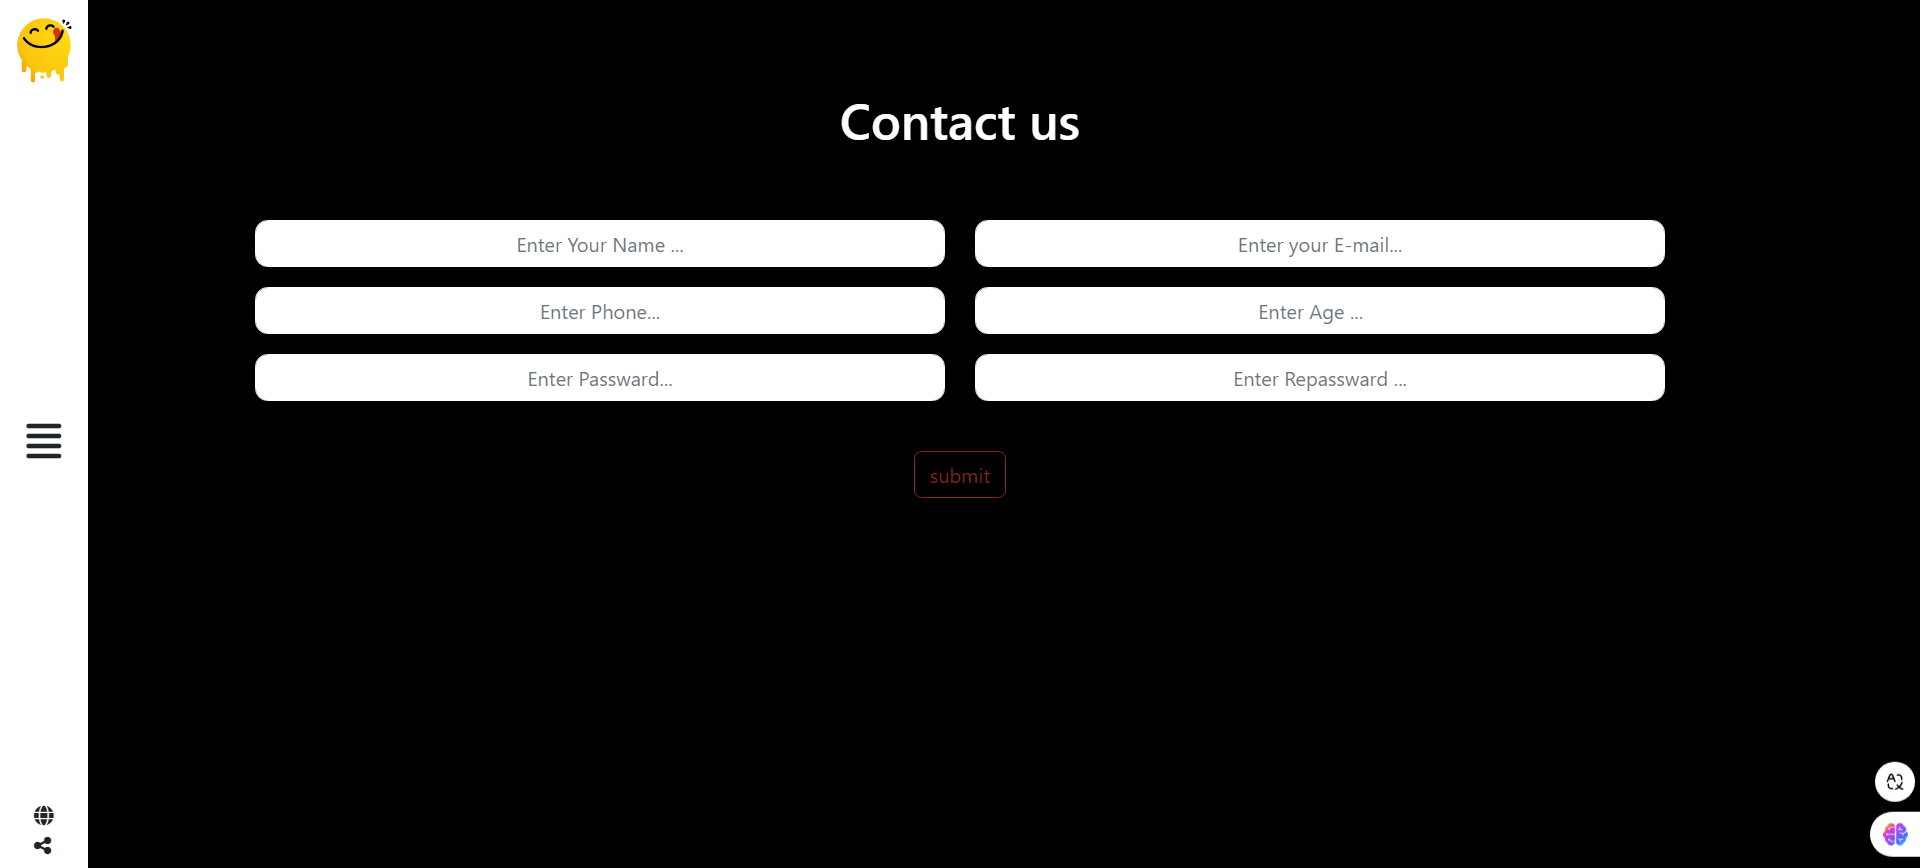 Contact us
Enter Your Name ...
Enter your E-mail...
Enter Phone...
Enter Age ...
Enter Passward...
Enter Repassward ...
submit